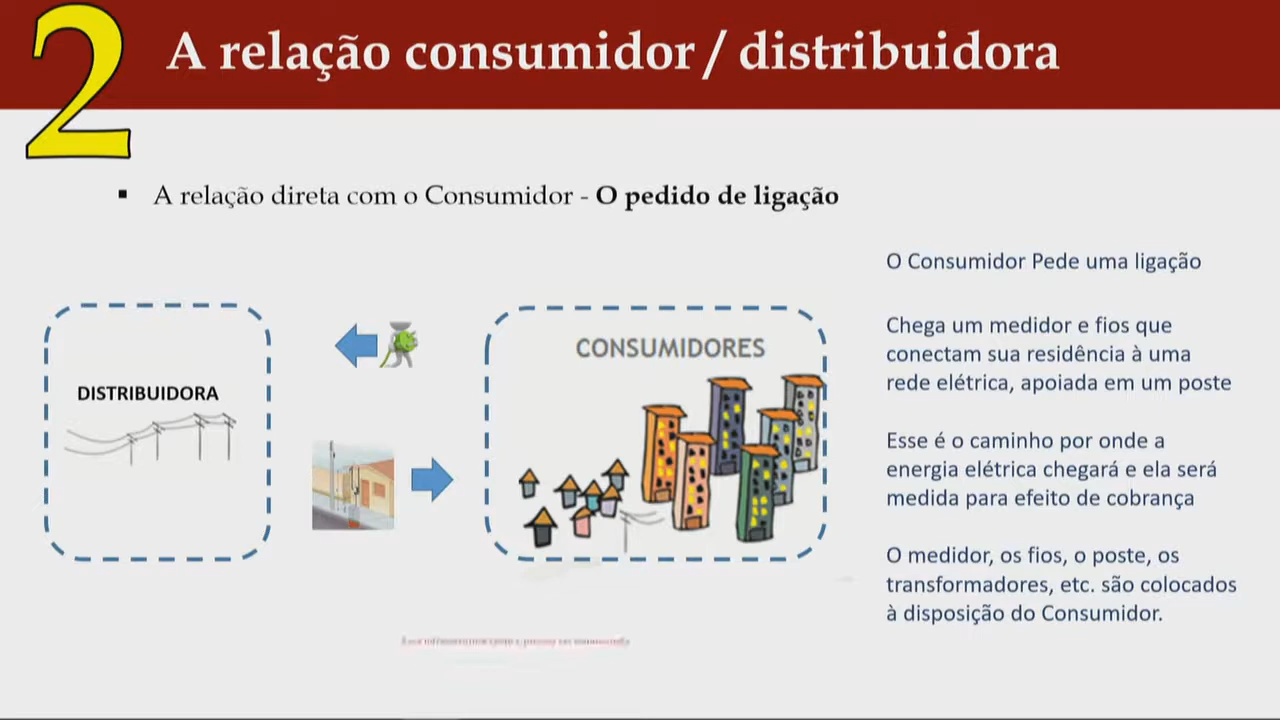 2
A relação consumidor / distribuidora
▪ A relação direta com o Consumidor - O pedido de ligação
O Consumidor Pede uma ligação
Chega um medidor e fios que
conectam sua residência à uma
rede elétrica, apoiada em um poste
Esse é o caminho por onde a
energia elétrica chegará e ela será
medida para efeito de cobrança
O medidor, os fios, o poste, os
transformadores, etc. são colocados
à disposição do Consumidor.
DISTRIBUIDORA
CONSUMIDORES